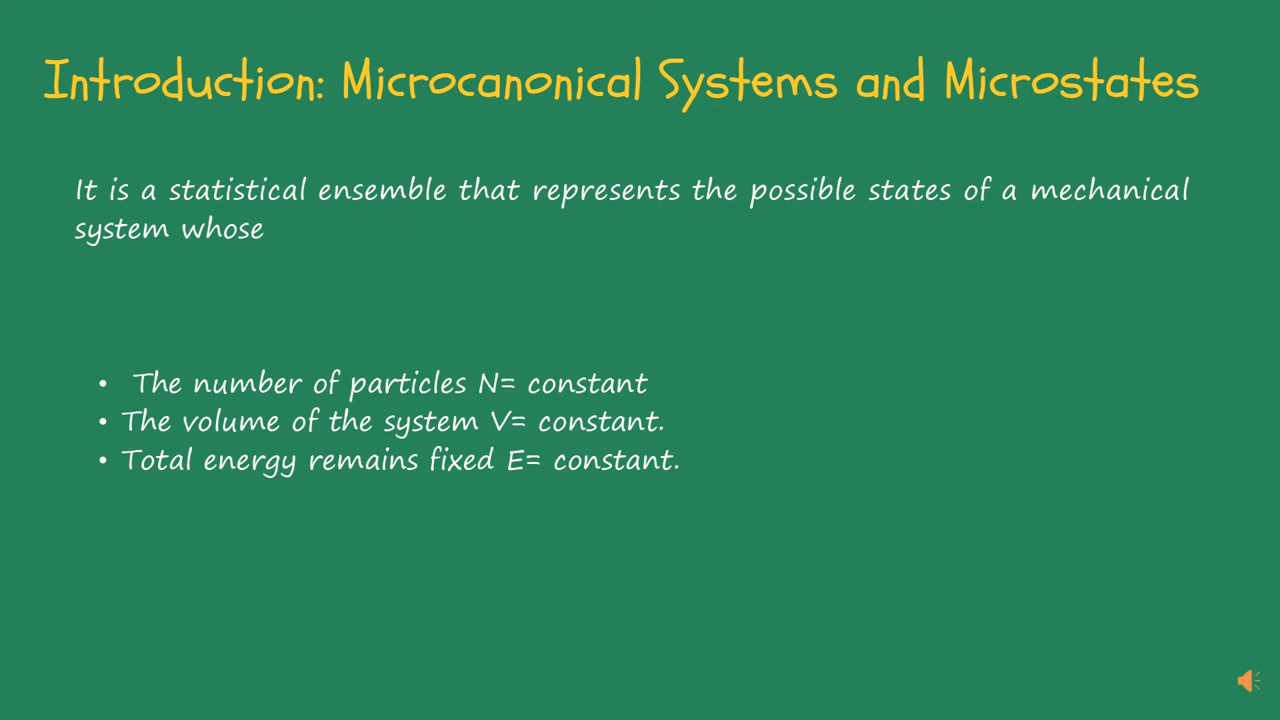 Introduction: Microcanonical Systems and Microstates
It is a statistical ensemble that represents the possible states of a mechanical
system whose
• The number of particles N= constant
• The volume of the system V= constant.
• Total energy remains fixed E= constant.